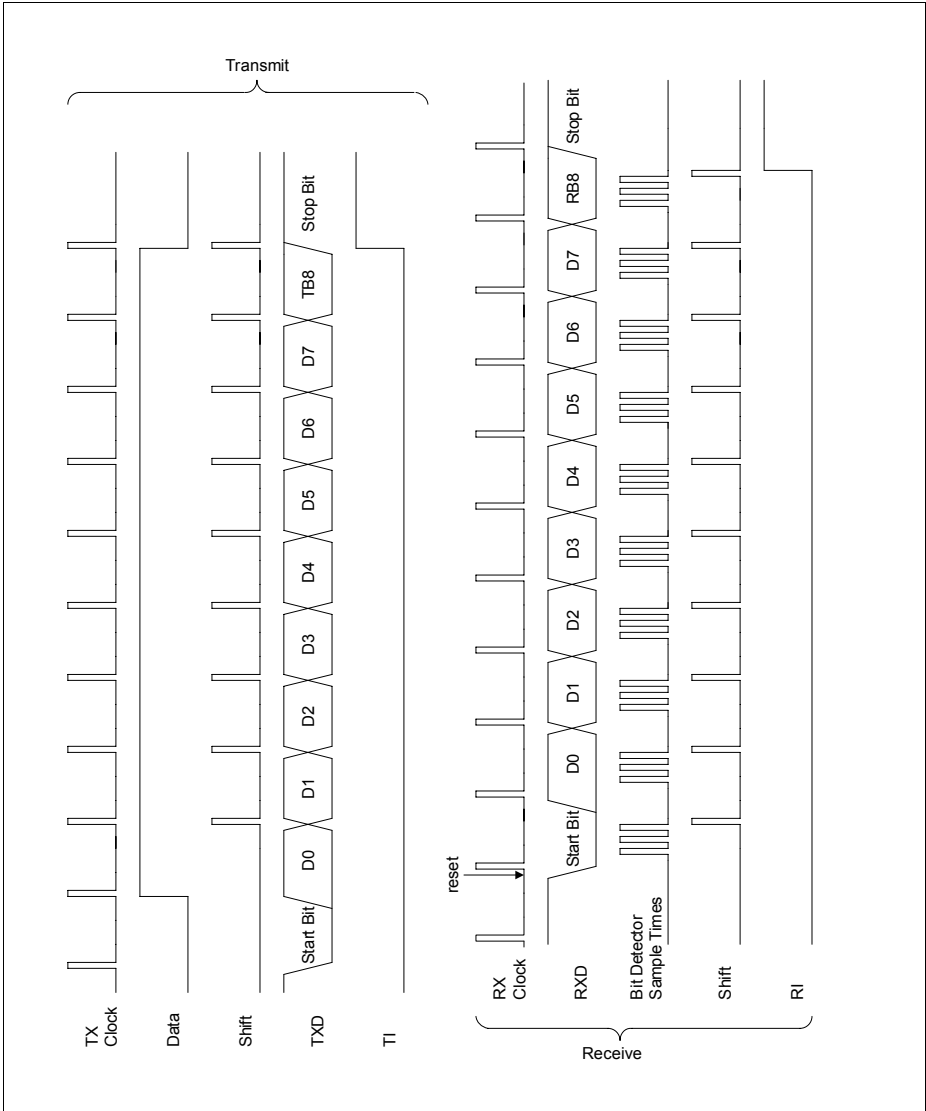 Transmit
TX
Clock
Data
Shift
TXD
Start Bit
D0
D1
D2
D3
D4
D5
D6
D7
TB8
Stop Bit
TI
RX
Clock
reset
RXD
Start Bit
D0
D1
D2
D3
D4
D5
D6
D7
RB8
Stop Bit
Bit Detector
Sample Times
Shift
RI
Receive